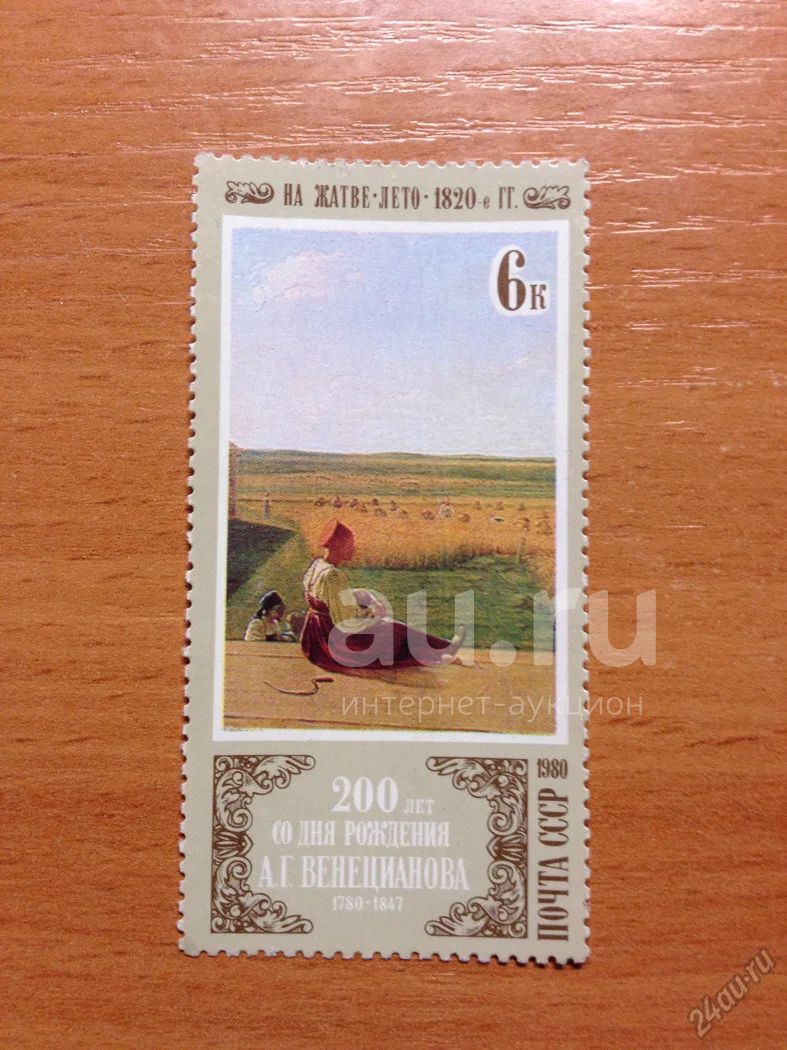 НА ЖАТВЕ·ЛЕТО·1820-е ГГ.
6к
au.ru
интернет-аукцион
200 ЛЕТ
СО ДНЯ РОЖДЕНИЯ
А.Г. ВЕНЕЦИАНОВА
1780-1847
1980
ПОЧТА СССР
24au.ru